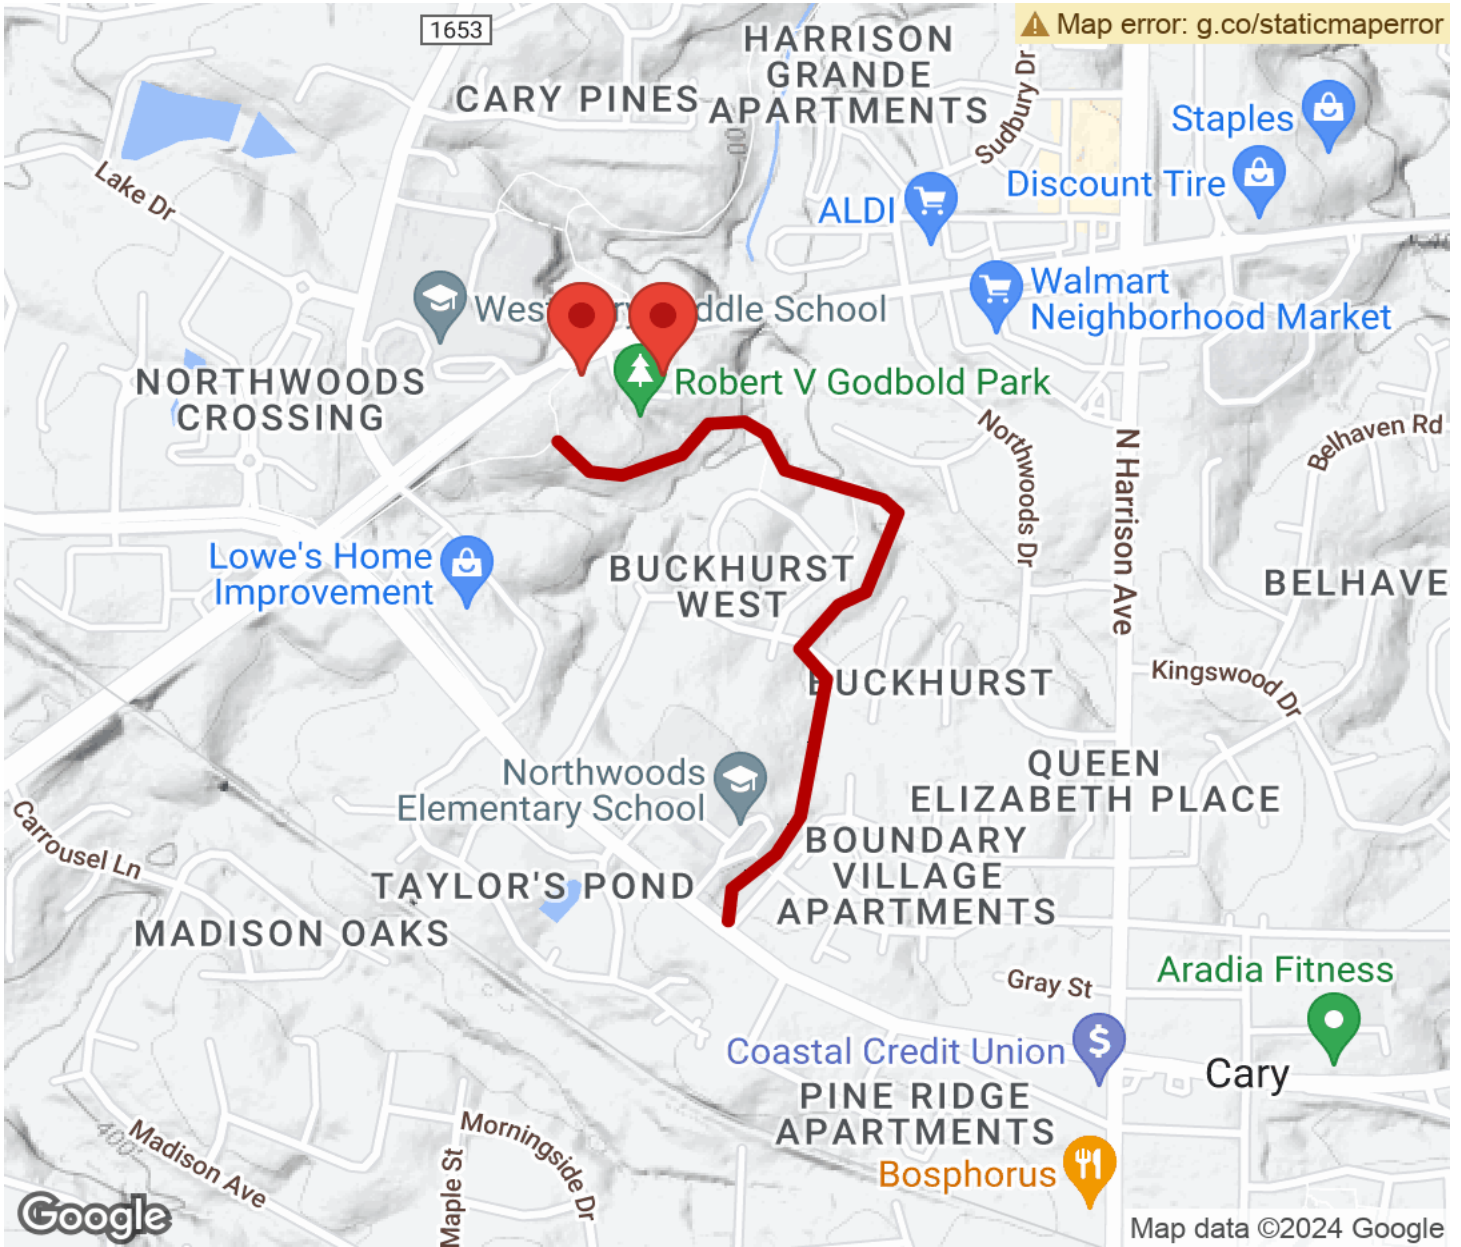 1653
Map error: g.co/staticmaperror
HARRISON
GRANDE
APARTMENTS
CARY PINES
Sudbury Dr
Staples
Discount Tire
Lake Dr
ALDI
Walmart
Neighborhood Market
ddle School
Robert V Godbold Park
NORTHWOODS
CROSSING
Northwoods Dr
N Harrison Ave
Belhaven Rd
Lowe's Home
Improvement
BUCKHURST
WEST
BELHAVE
BUCKHURST
Kingswood Dr
Northwoods
Elementary School
QUEEN
ELIZABETH PLACE
Carrousel Ln
BOUNDARY
VILLAGE
APARTMENTS
TAYLOR'S POND
MADISON OAKS
Gray St
Aradia Fitness
Coastal Credit Union
Cary
PINE RIDGE
APARTMENTS
400'
Madison Ave
Maple St
Morningside Dr
Bosphorus
Google
Map data ©2024 Google